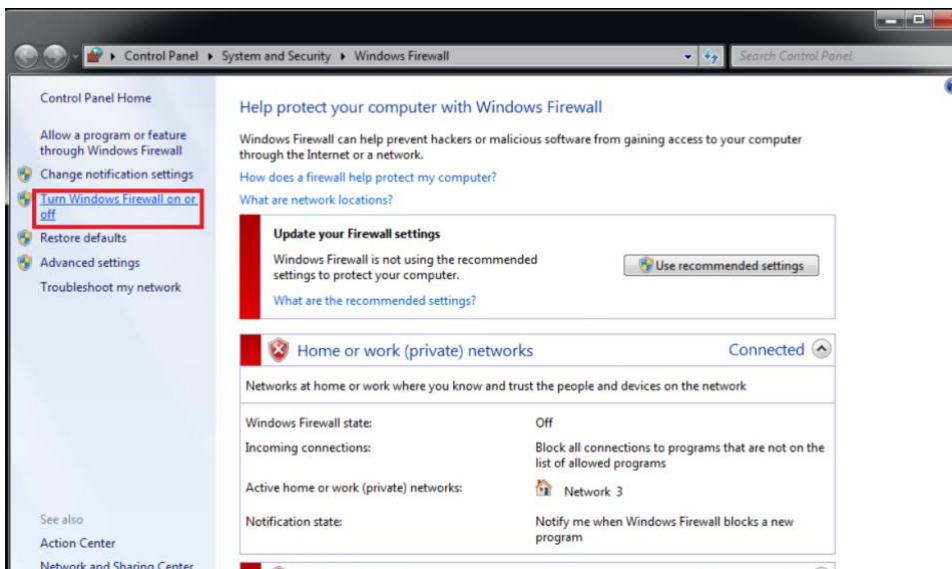 Control Panel ▸ System and Security ▸ Windows Firewall
Search Control Panel
Control Panel Home
Allow a program or feature
through Windows Firewall
Change notification settings
Turn Windows Firewall on or
off
Restore defaults
Advanced settings
Troubleshoot my network
See also
Action Center
Network and Sharing Center
Help protect your computer with Windows Firewall
Windows Firewall can help prevent hackers or malicious software from gaining access to your computer
through the Internet or a network.
How does a firewall help protect my computer?
What are network locations?
Update your Firewall settings
Windows Firewall is not using the recommended
settings to protect your computer.
Use recommended settings
What are the recommended settings?
Home or work (private) networks
Connected
Networks at home or work where you know and trust the people and devices on the network
Windows Firewall state: Off
Incoming connections: Block all connections to programs that are not on the
list of allowed programs
Active home or work (private) networks: Network 3
Notification state: Notify me when Windows Firewall blocks a new
program